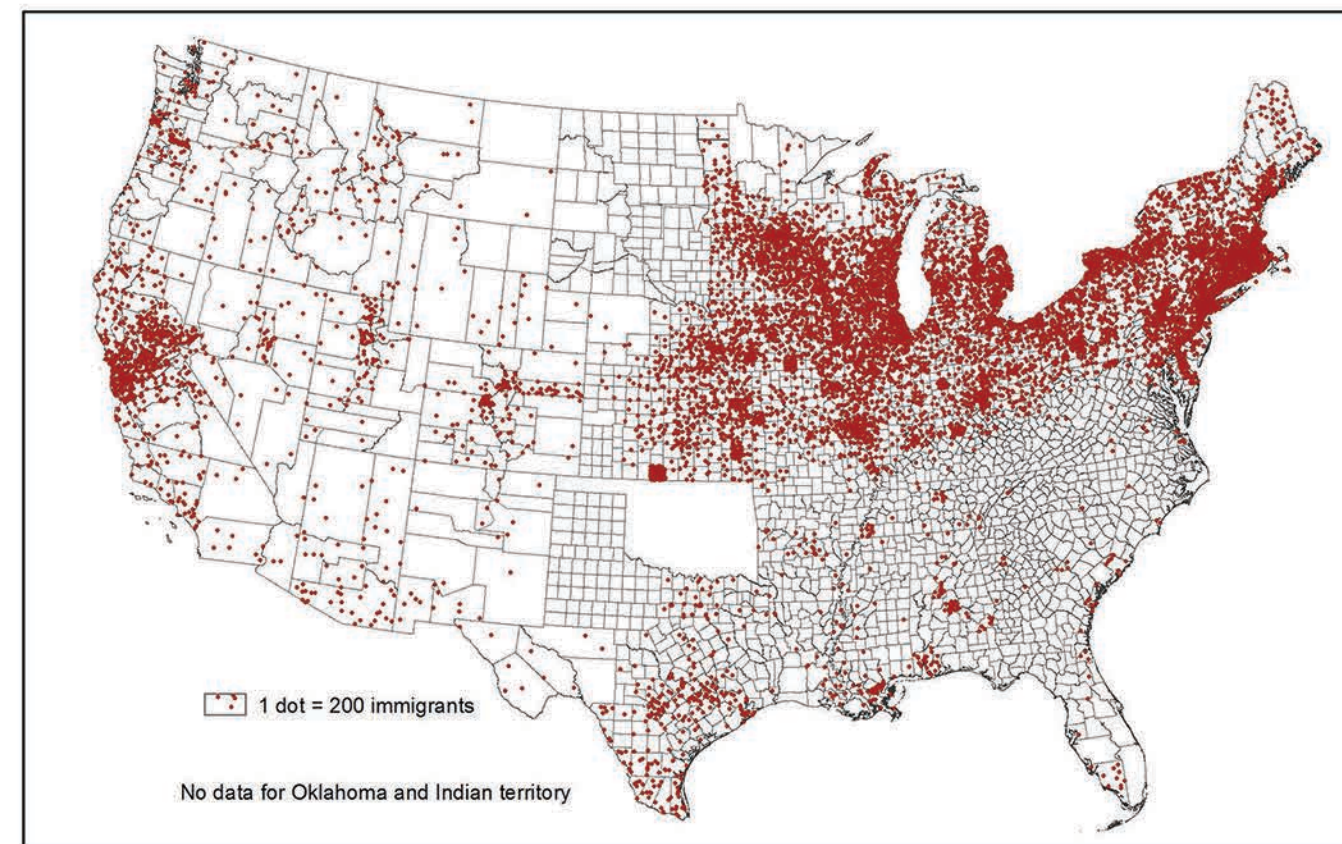 1 dot = 200 immigrants
No data for Oklahoma and Indian territory